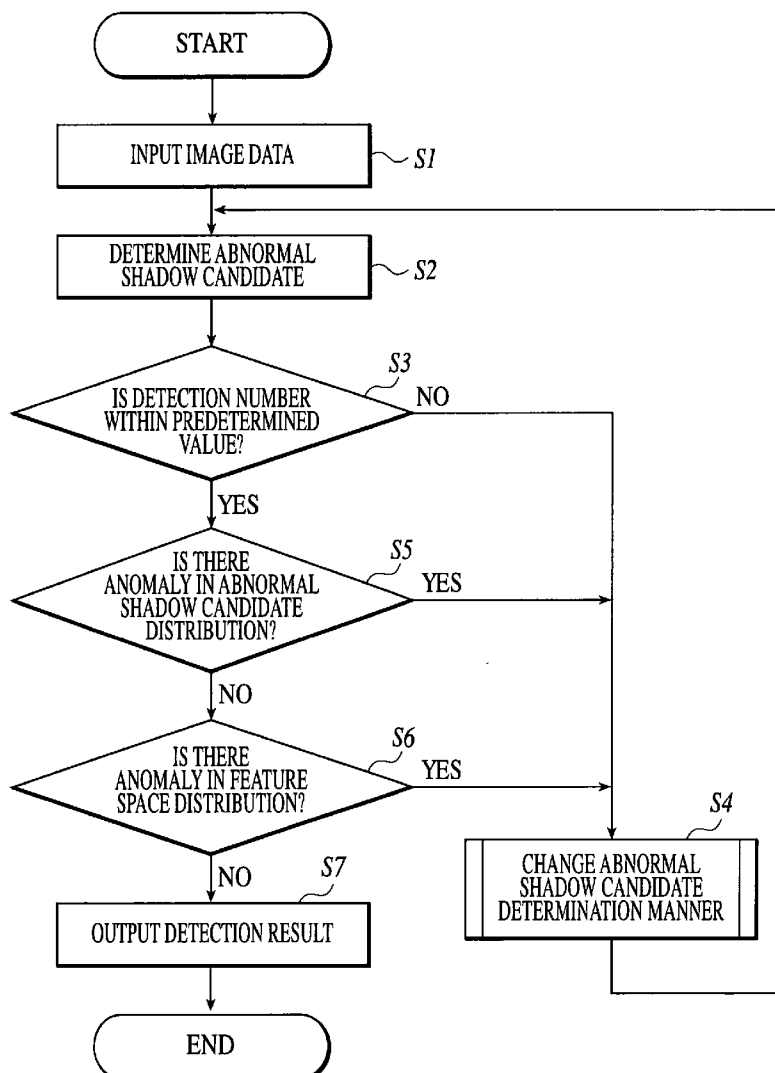 START
INPUT IMAGE DATA
S1
DETERMINE ABNORMAL
SHADOW CANDIDATE
S2
S3
IS DETECTION NUMBER
WITHIN PREDETERMINED
VALUE?
NO
YES
S5
IS THERE
ANOMALY IN ABNORMAL
SHADOW CANDIDATE
DISTRIBUTION?
YES
NO
S6
IS THERE
ANOMALY IN FEATURE
SPACE DISTRIBUTION?
YES
NO
S4
CHANGE ABNORMAL
SHADOW CANDIDATE
DETERMINATION MANNER
S7
OUTPUT DETECTION RESULT
END